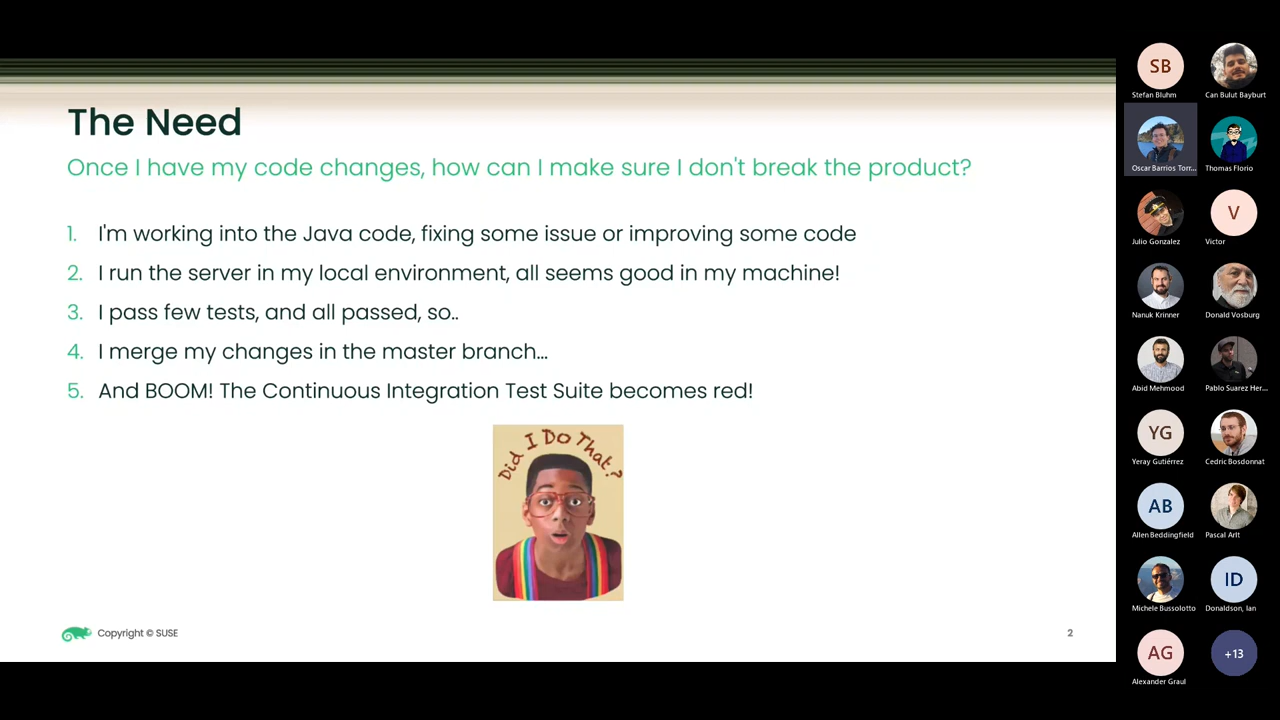 The Need
Once I have my code changes, how can I make sure I don't break the product?
1. I'm working into the Java code, fixing some issue or improving some code
2. I run the server in my local environment, all seems good in my machine!
3. I pass few tests, and all passed, so..
4. I merge my changes in the master branch...
5. And BOOM! The Continuous Integration Test Suite becomes red!
Did I Do That?
Copyright © SUSE
2
SB
Stefan Bluhm
Can Bulut Bayburt
Oscar Barrios Torr...
Thomas Florio
Julio Gonzalez
V
Victor
Nanuk Krinner
Donald Vosburg
Abid Mehmood
Pablo Suarez Her...
YG
Yeray Gutiérrez
Cedric Bosdonnat
AB
Allen Beddingfield
Pascal Arlt
Michele Bussolotto
ID
Donaldson, Ian
AG
Alexander Graul
+13